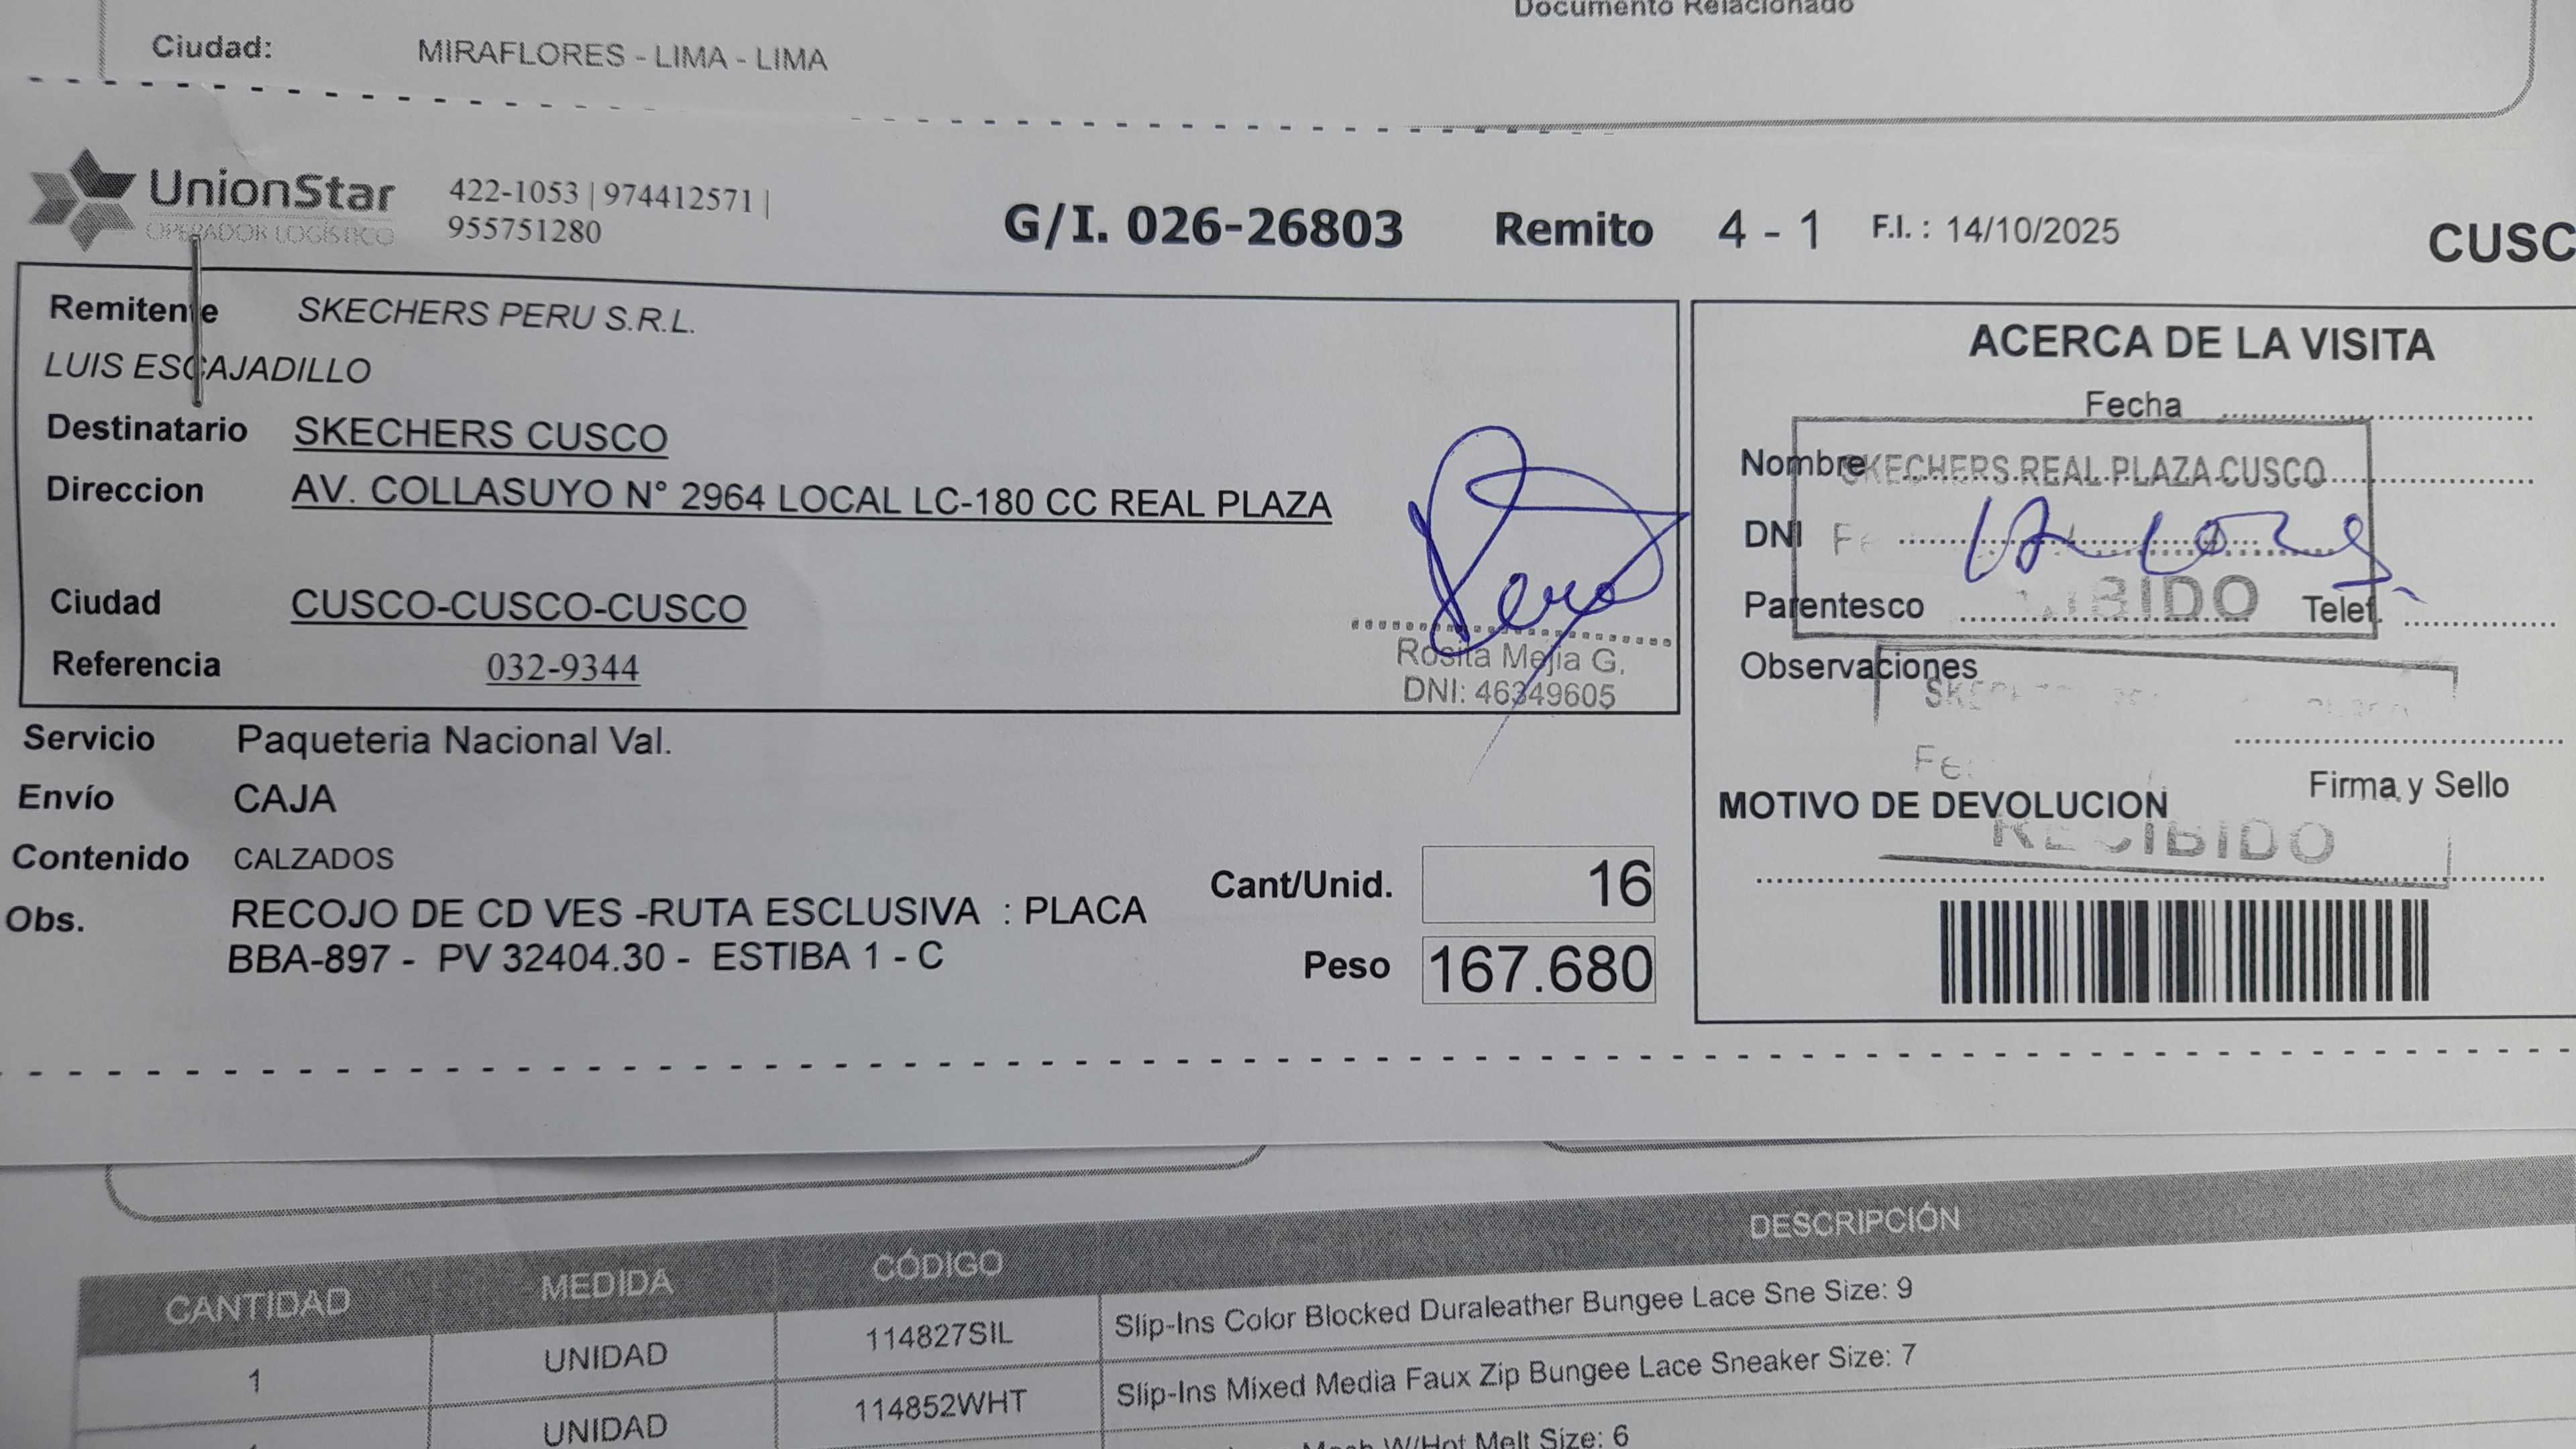 Documento Relacionado
Ciudad: MIRAFLORES - LIMA - LIMA
UnionStar
OPERADOR LOGÍSTICO
422-1053 | 974412571 |
955751280
G/I. 026-26803 Remito 4 - 1 F.I. : 14/10/2025 CUSC
Remitente SKECHERS PERU S.R.L.
LUIS ESCAJADILLO
Destinatario SKECHERS CUSCO
Direccion AV. COLLASUYO N° 2964 LOCAL LC-180 CC REAL PLAZA
Ciudad CUSCO-CUSCO-CUSCO
Referencia 032-9344
Rosita Mejia G.
DNI: 46349605
Servicio Paqueteria Nacional Val.
Envío CAJA
Contenido CALZADOS
Obs. RECOJO DE CD VES -RUTA ESCLUSIVA : PLACA
BBA-897 - PV 32404.30 - ESTIBA 1 - C
Cant/Unid. 16
Peso 167.680
ACERCA DE LA VISITA
Fecha
Nombre
SKECHERS REAL PLAZA CUSCO
DNI
Parentesco
Telef.
Observaciones
Firma y Sello
MOTIVO DE DEVOLUCION
RECIBIDO
CANTIDAD MEDIDA CÓDIGO DESCRIPCIÓN
1 UNIDAD 114827SIL Slip-Ins Color Blocked Duraleather Bungee Lace Sne Size: 9
UNIDAD 114852WHT Slip-Ins Mixed Media Faux Zip Bungee Lace Sneaker Size: 7
W/Hot Melt Size: 6